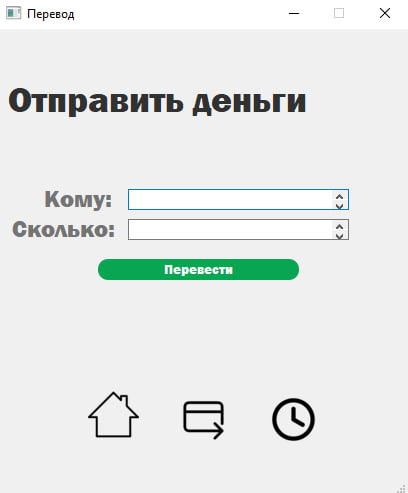 Перевод
Отправить деньги
Кому:
Сколько:
Перевести